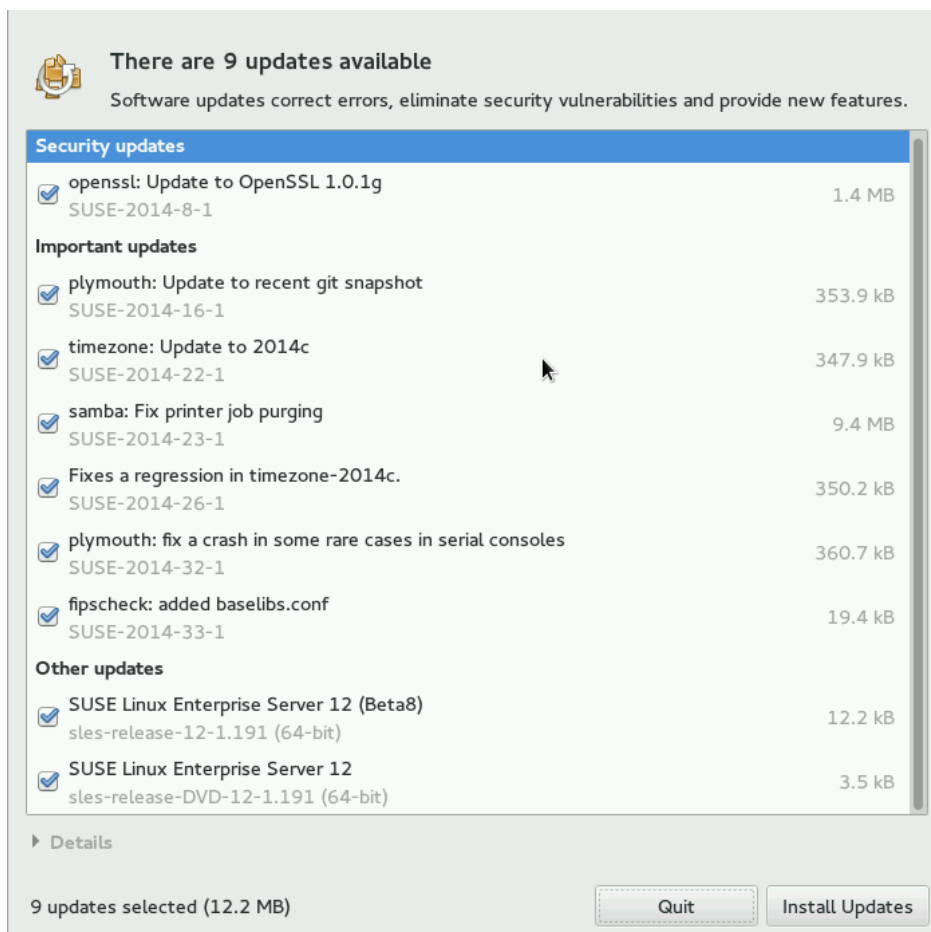 There are 9 updates available
Software updates correct errors, eliminate security vulnerabilities and provide new features.
Security updates
openssl: Update to OpenSSL 1.0.1g
SUSE-2014-8-1
1.4 MB
Important updates
plymouth: Update to recent git snapshot
SUSE-2014-16-1
353.9 kB
timezone: Update to 2014c
SUSE-2014-22-1
347.9 kB
samba: Fix printer job purging
SUSE-2014-23-1
9.4 MB
Fixes a regression in timezone-2014c.
SUSE-2014-26-1
350.2 kB
plymouth: fix a crash in some rare cases in serial consoles
SUSE-2014-32-1
360.7 kB
fipscheck: added baselibs.conf
SUSE-2014-33-1
19.4 kB
Other updates
SUSE Linux Enterprise Server 12 (Beta8)
sles-release-12-1.191 (64-bit)
12.2 kB
SUSE Linux Enterprise Server 12
sles-release-DVD-12-1.191 (64-bit)
3.5 kB
Details
9 updates selected (12.2 MB)
Quit
Install Updates